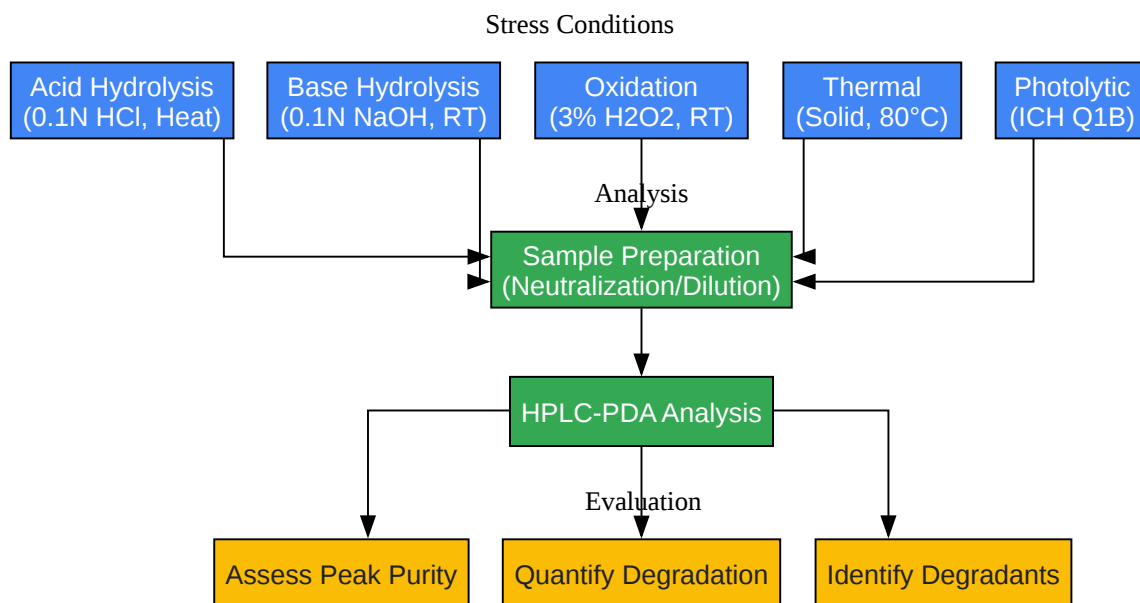 Stress Conditions
Acid Hydrolysis
(0.1N HCl, Heat)
Base Hydrolysis
(0.1N NaOH, RT)
Oxidation
(3% H2O2, RT)
Thermal
(Solid, 80°C)
Photolytic
(ICH Q1B)
Analysis
Sample Preparation
(Neutralization/Dilution)
HPLC-PDA Analysis
Evaluation
Assess Peak Purity
Quantify Degradation
Identify Degradants